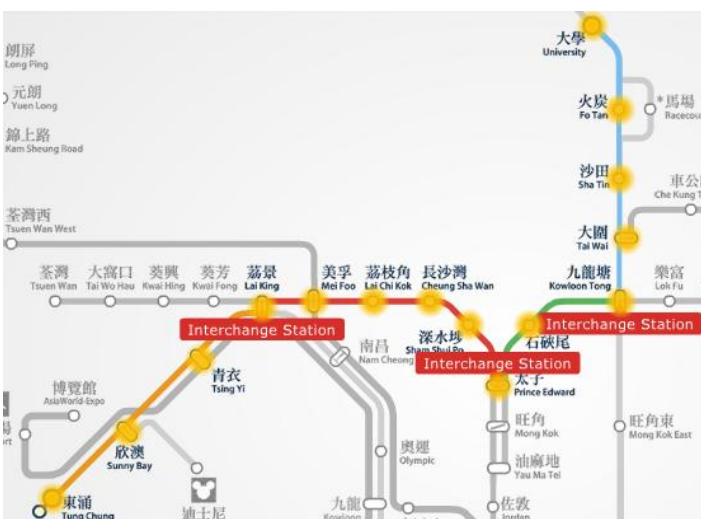 大學
University
朗屏
Long Ping
元朗
Yuen Long
火炭
Fo Tan
*馬場
Racecou
錦上路
Kam Sheung Road
沙田
Sha Tin
車公
Che Kung T
荃灣西
Tsuen Wan West
大圍
Tai Wai
荃灣
Tsuen Wan
大窩口
Tai Wo Hau
葵興
Kwai Hing
葵芳
Kwai Fong
荔景
Lai King
美孚
Mei Foo
荔枝角
Lai Chi Kok
長沙灣
Cheung Sha Wan
九龍塘
Kowloon Tong
樂富
Lok Fu
Interchange Station
Interchange Station
深水埗
Sham Shui Po
石硤尾
南昌
Nam Cheong
Interchange Station
青衣
Tsing Yi
太子
Prince Edward
博覽館
AsiaWorld-Expo
旺角
Mong Kok
旺角東
Mong Kok East
場
ort
欣澳
Sunny Bay
奧運
Olympic
油麻地
Yau Ma Tei
東涌
Tung Chung
迪士尼
九龍
Kowloon
佐敦
Jordan